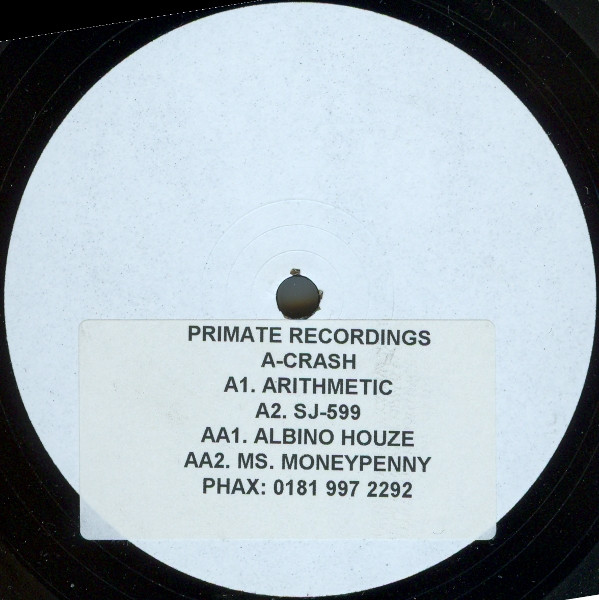 PRIMATE RECORDINGS
A-CRASH
A1. ARITHMETIC
A2. SJ-599
AA1. ALBINO HOUZE
AA2. MS. MONEYPENNY
PHAX: 0181 997 2292